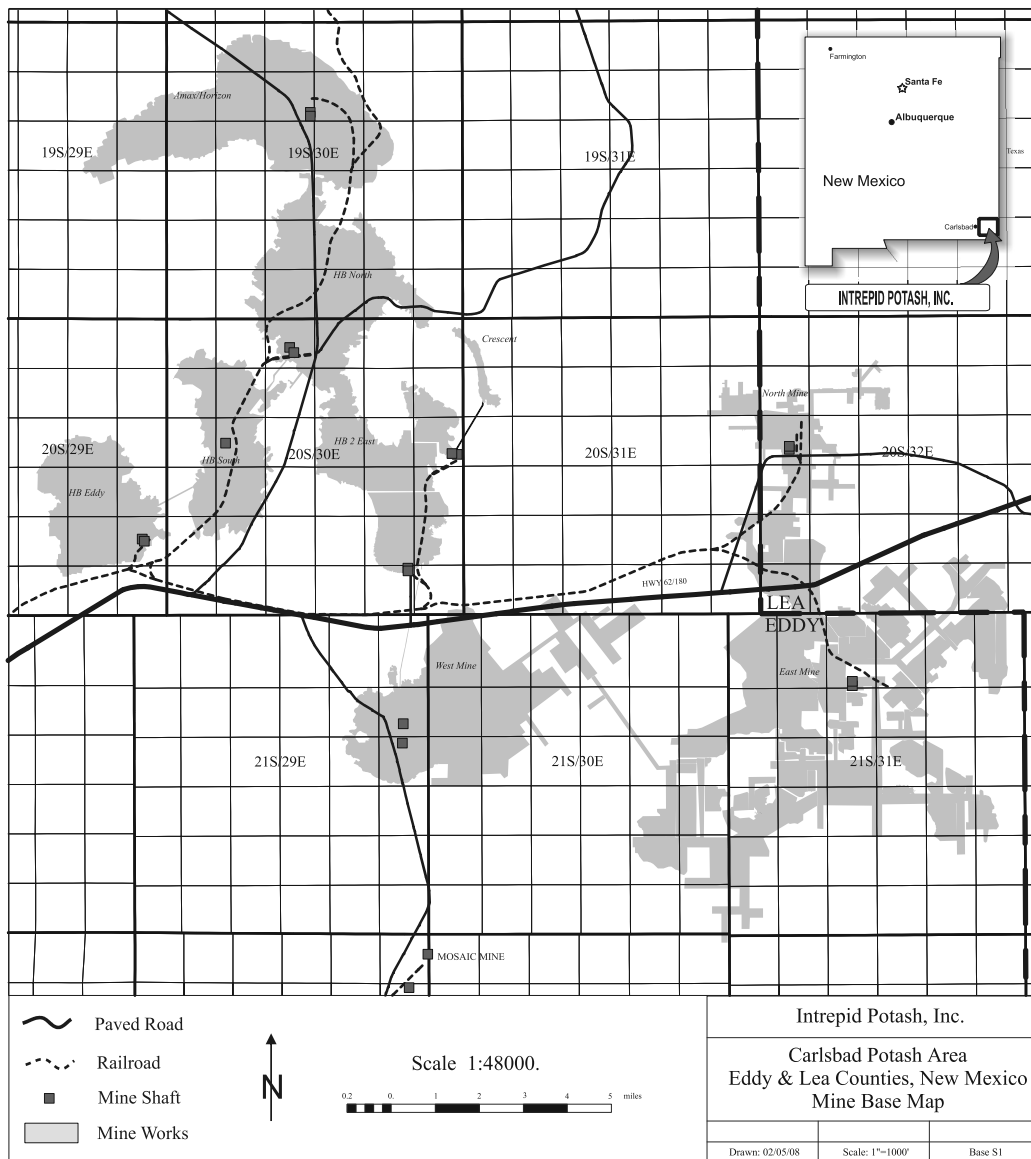 Farmington
Santa Fe
Albuquerque
Texas
New Mexico
Carlsbad
INTREPID POTASH, INC.
Amax/Horizon
19S/29E
19S/30E
19S/31E
HB North
Crescent
North Mine
20S/29E
HB South
20S/30E
HB 2 East
20S/31E
20S/32E
HB Eddy
HWY 62/180
LEA
EDDY
West Mine
East Mine
21S/29E
21S/30E
21S/31E
MOSAIC MINE
Paved Road
Railroad
Mine Shaft
Mine Works
N
Scale 1:48000.
0.2 0. 1 2 3 4 5 miles
Intrepid Potash, Inc.
Carlsbad Potash Area
Eddy & Lea Counties, New Mexico
Mine Base Map
Drawn: 02/05/08 Scale: 1"=1000' Base S1